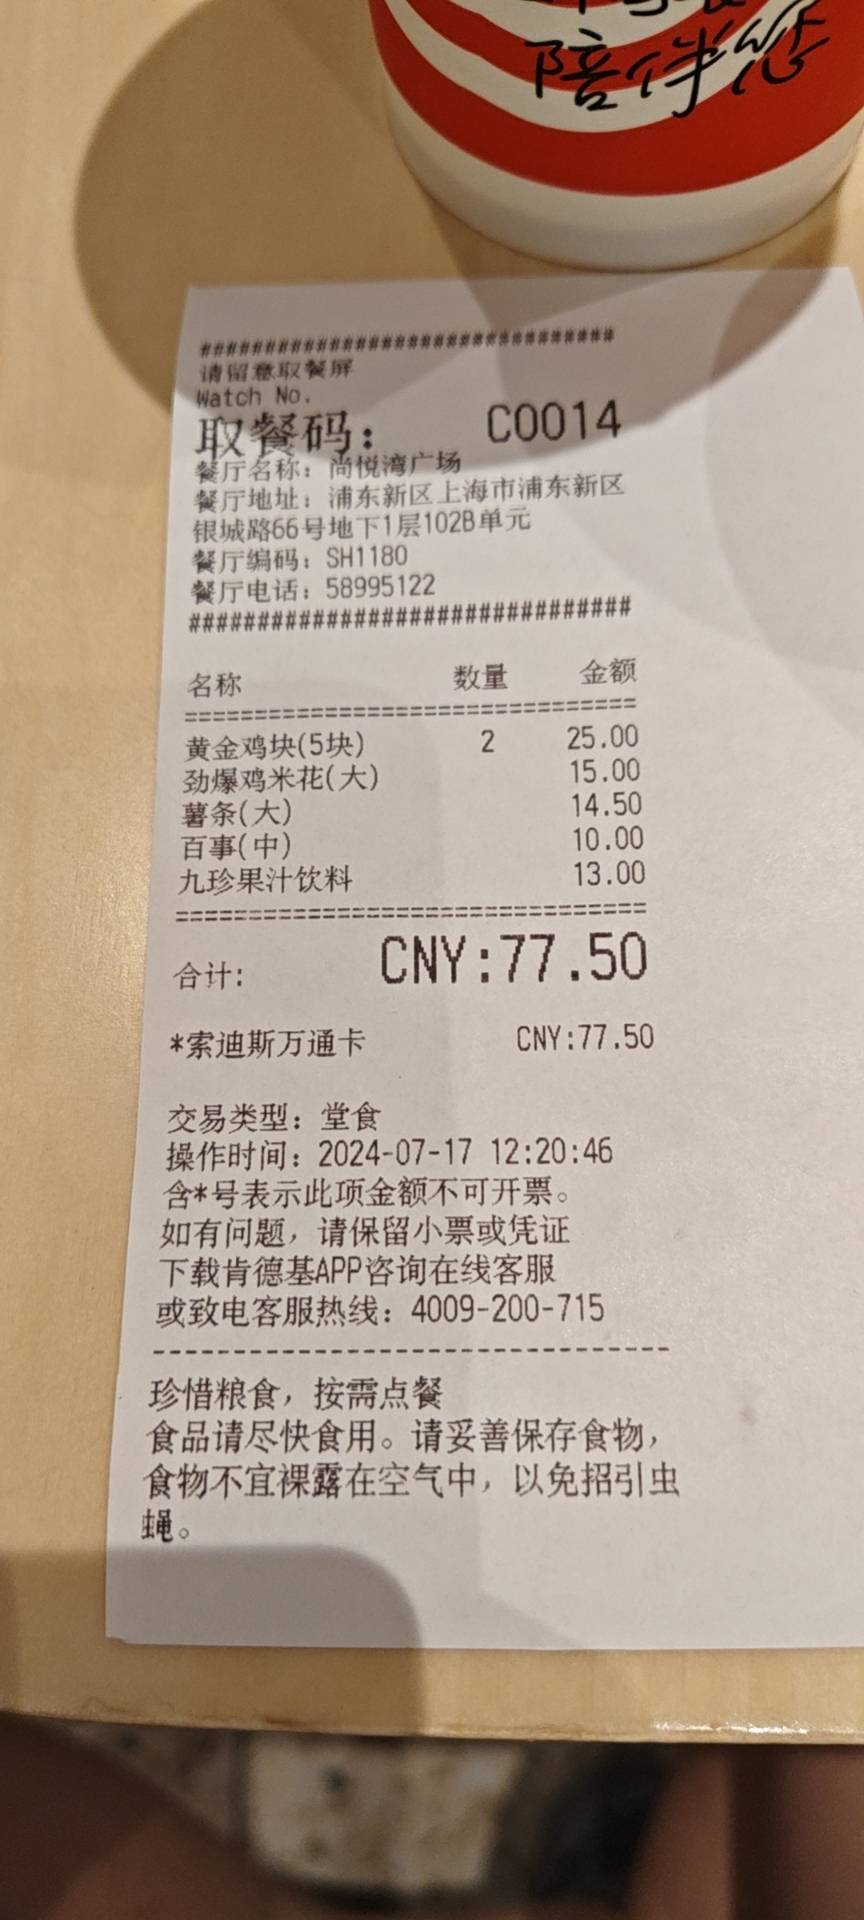 陪伴您
###############################
请留意取餐屏
Watch No.
取餐码： C0014
餐厅名称：尚悦湾广场
餐厅地址：浦东新区上海市浦东新区
银城路66号地下1层102B单元
餐厅编码：SH1180
餐厅电话：58995122
################################
名称 数量 金额
================================
黄金鸡块(5块) 2 25.00
劲爆鸡米花(大) 15.00
薯条(大) 14.50
百事(中) 10.00
九珍果汁饮料 13.00
================================
合计: CNY:77.50
*索迪斯万通卡 CNY:77.50
交易类型：堂食
操作时间：2024-07-17 12:20:46
含*号表示此项金额不可开票。
如有问题，请保留小票或凭证
下载肯德基APP咨询在线客服
或致电客服热线：4009-200-715
--------------------------------
珍惜粮食，按需点餐
食品请尽快食用。请妥善保存食物，
食物不宜裸露在空气中，以免招引虫
蝇。